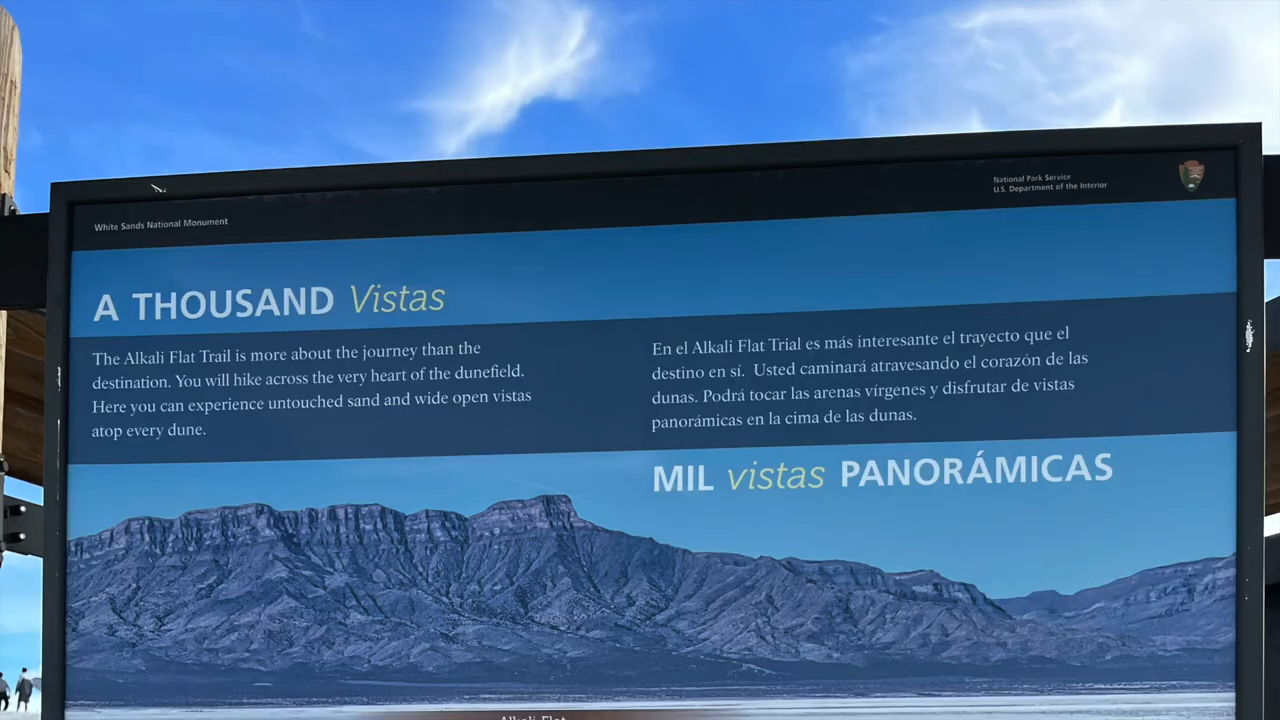 White Sands National Monument
National Park Service
U.S. Department of the Interior
A THOUSAND Vistas
The Alkali Flat Trail is more about the journey than the
destination. You will hike across the very heart of the dunefield.
Here you can experience untouched sand and wide open vistas
atop every dune.
En el Alkali Flat Trial es más interesante el trayecto que el
destino en sí. Usted caminará atravesando el corazón de las
dunas. Podrá tocar las arenas vírgenes y disfrutar de vistas
panorámicas en la cima de las dunas.
MIL vistas PANORÁMICAS
Alkali Flat